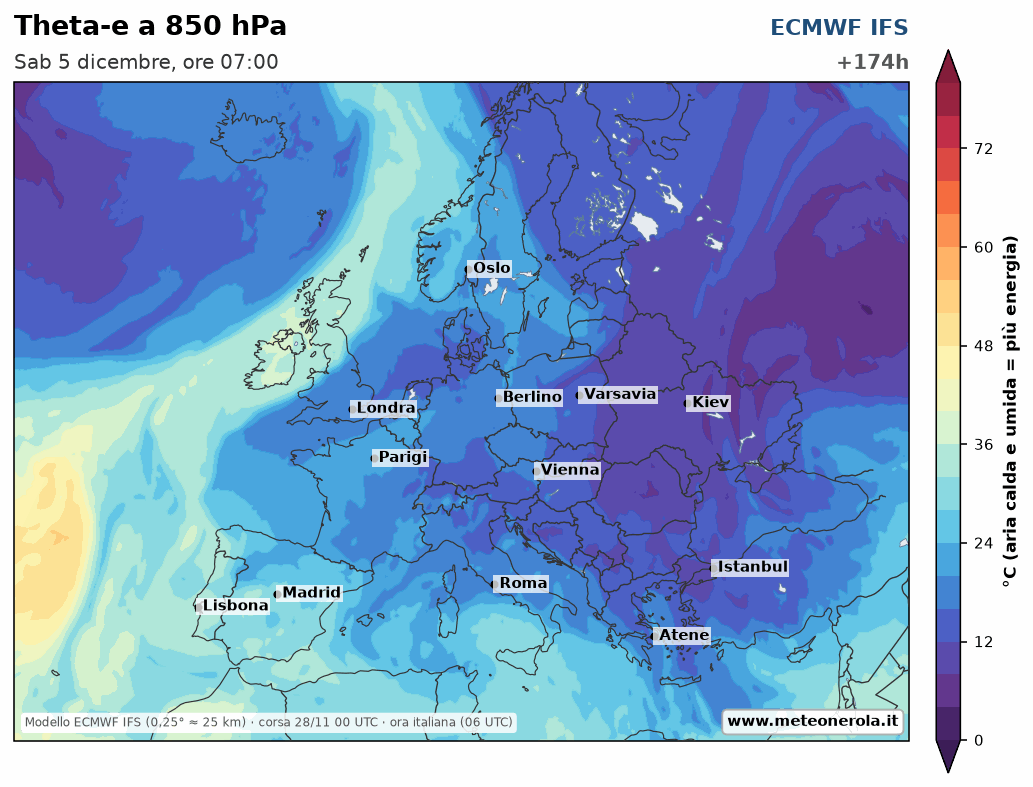 Theta-e a 850 hPa
ECMWF IFS
Sab 5 dicembre, ore 07:00
+174h
72
60
48
36
24
12
0
°C (aria calda e umida = più energia)
Oslo
Londra
Berlino
Varsavia
Kiev
Parigi
Vienna
Istanbul
Roma
Madrid
Lisbona
Atene
Modello ECMWF IFS (0,25° ≈ 25 km) · corsa 28/11 00 UTC · ora italiana (06 UTC)
www.meteonerola.it